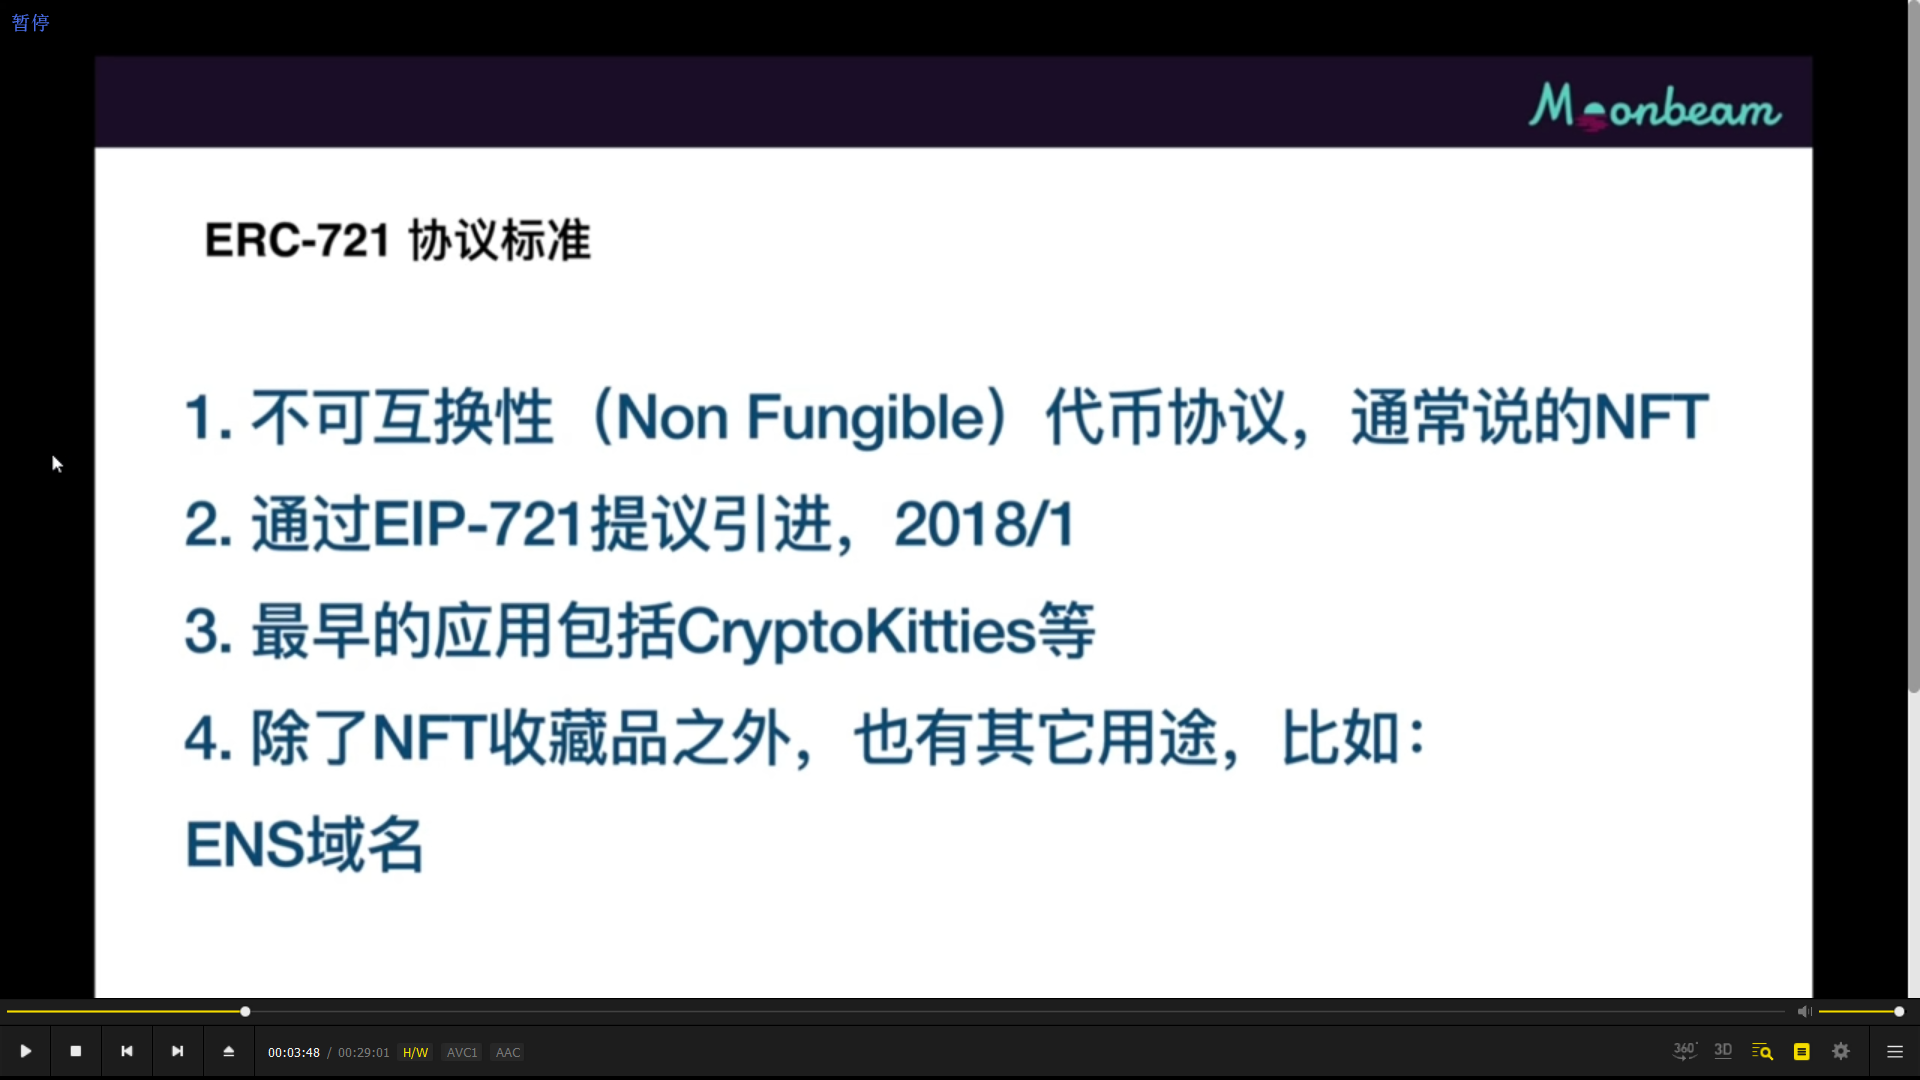 暂停
Moonbeam
ERC-721 协议标准
1. 不可互换性（Non Fungible）代币协议，通常说的NFT
2. 通过EIP-721提议引进，2018/1
3. 最早的应用包括CryptoKitties等
4. 除了NFT收藏品之外，也有其它用途，比如：
ENS域名
00:03:48 / 00:29:01 H/W AVC1 AAC 360° 3D